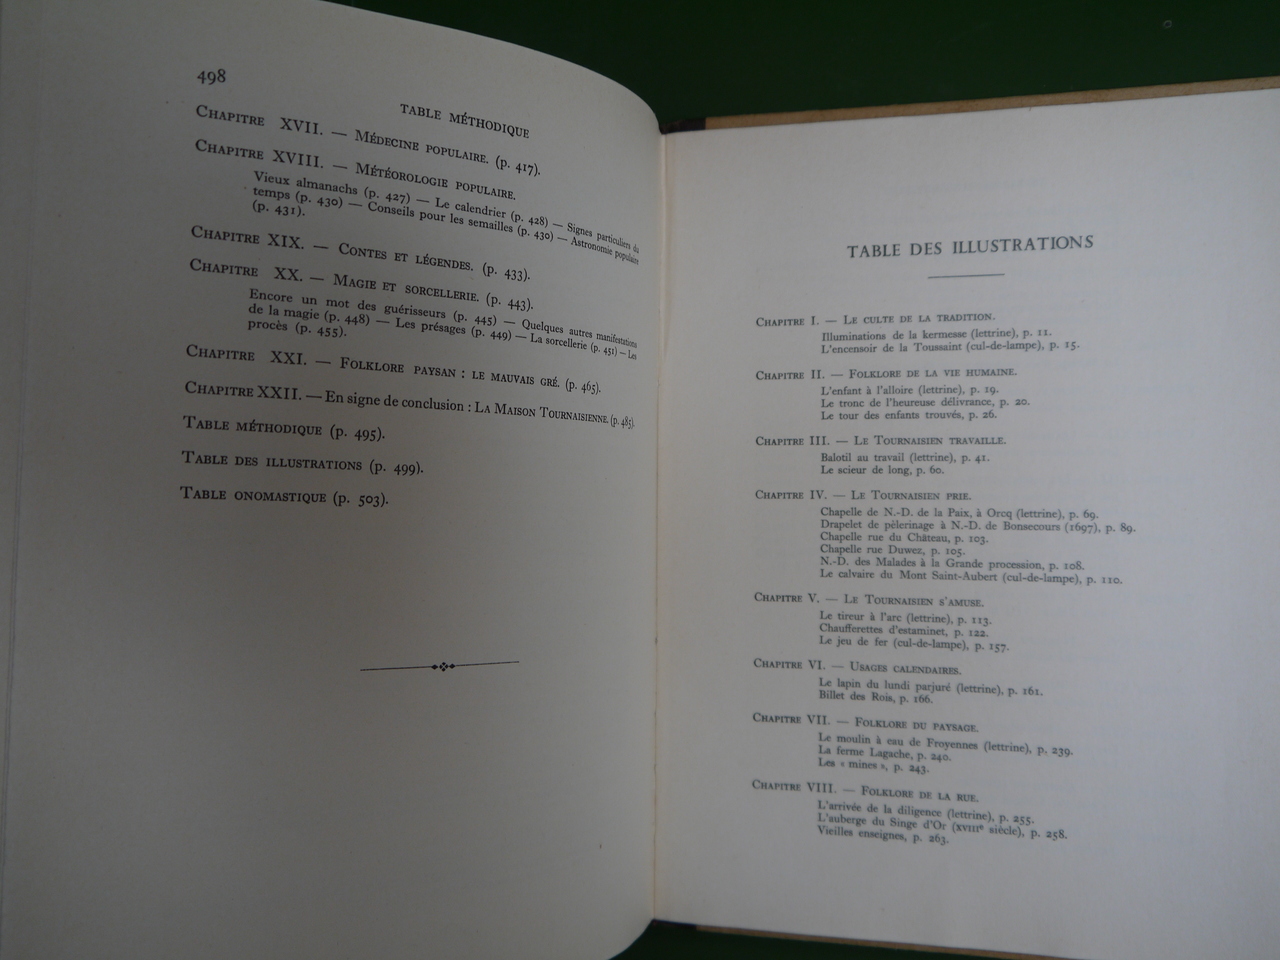 498
TABLE MÉTHODIQUE
Chapitre XVII. — Médecine populaire. (p. 417).
Chapitre XVIII. — Météorologie populaire.
Vieux almanachs (p. 427) — Le calendrier (p. 428) — Signes particuliers du
temps (p. 430) — Conseils pour les semailles (p. 430) — Astronomie populaire
(p. 431).
Chapitre XIX. — Contes et légendes. (p. 433).
Chapitre XX. — Magie et sorcellerie. (p. 443).
Encore un mot des guérisseurs (p. 445) — Quelques autres manifestations
de la magie (p. 448) — Les présages (p. 449) — La sorcellerie (p. 451) — Les
procès (p. 455).
Chapitre XXI. — Folklore paysan : le mauvais gré. (p. 465).
Chapitre XXII. — En signe de conclusion : La Maison Tournaisienne. (p. 485).
Table méthodique (p. 495).
Table des illustrations (p. 499).
Table onomastique (p. 503).
TABLE DES ILLUSTRATIONS
Chapitre I. — Le culte de la tradition.
Illuminations de la kermesse (lettrine), p. 11.
L'encensoir de la Toussaint (cul-de-lampe), p. 15.
Chapitre II. — Folklore de la vie humaine.
L'enfant à l'alloire (lettrine), p. 19.
Le tronc de l'heureuse délivrance, p. 20.
Le tour des enfants trouvés, p. 26.
Chapitre III. — Le Tournaisien travaille.
Balotil au travail (lettrine), p. 41.
Le scieur de long, p. 60.
Chapitre IV. — Le Tournaisien prie.
Chapelle de N.-D. de la Paix, à Orcq (lettrine), p. 69.
Drapelet de pèlerinage à N.-D. de Bonsecours (1697), p. 89.
Chapelle rue du Château, p. 103.
Chapelle rue Duwez, p. 105.
N.-D. des Malades à la Grande procession, p. 108.
Le calvaire du Mont Saint-Aubert (cul-de-lampe), p. 110.
Chapitre V. — Le Tournaisien s'amuse.
Le tireur à l'arc (lettrine), p. 113.
Chaufferettes d'estaminet, p. 122.
Le jeu de fer (cul-de-lampe), p. 157.
Chapitre VI. — Usages calendaires.
Le lapin du lundi parjuré (lettrine), p. 161.
Billet des Rois, p. 166.
Chapitre VII. — Folklore du paysage.
Le moulin à eau de Froyennes (lettrine), p. 239.
La ferme Lagache, p. 240.
Les « mines », p. 243.
Chapitre VIII. — Folklore de la rue.
L'arrivée de la diligence (lettrine), p. 255.
L'auberge du Singe d'Or (XVIIIe siècle), p. 258.
Vieilles enseignes, p. 263.